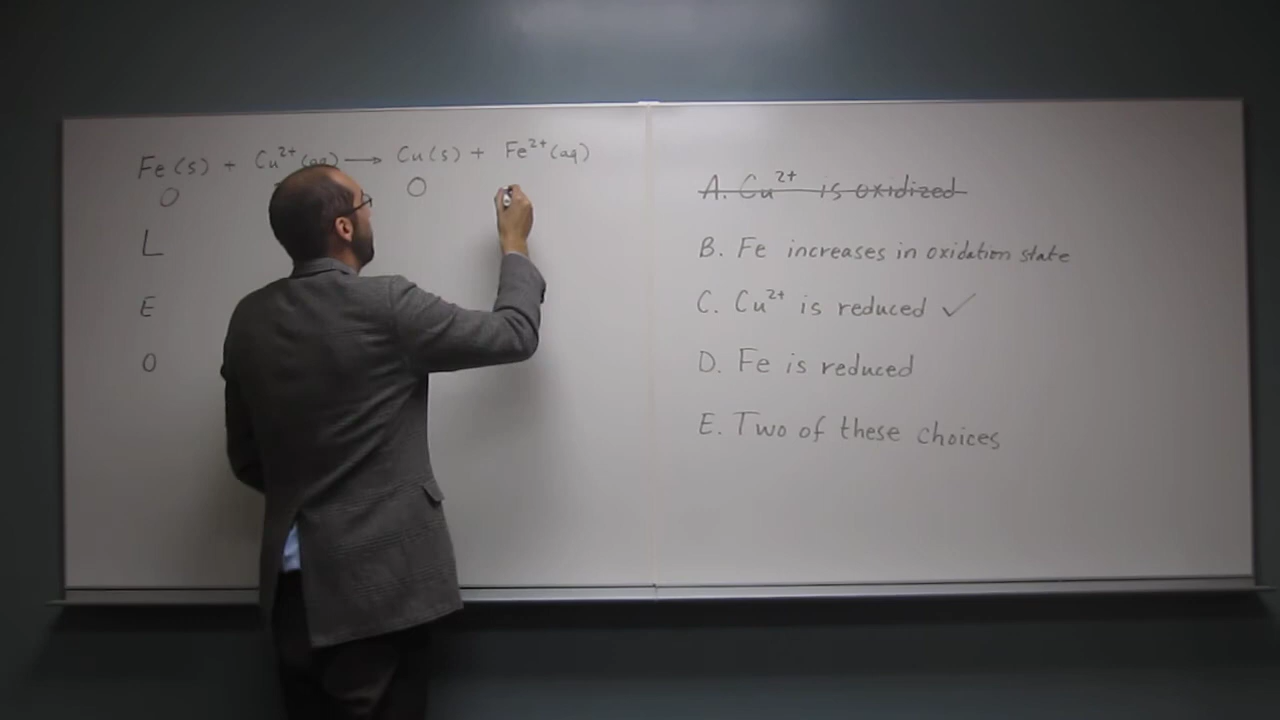 Fe(s) + Cu²⁺(aq) → Cu(s) + Fe²⁺(aq)
0 0
L
E
O
A. Cu²⁺ is oxidized
B. Fe increases in oxidation state
C. Cu²⁺ is reduced ✓
D. Fe is reduced
E. Two of these choices